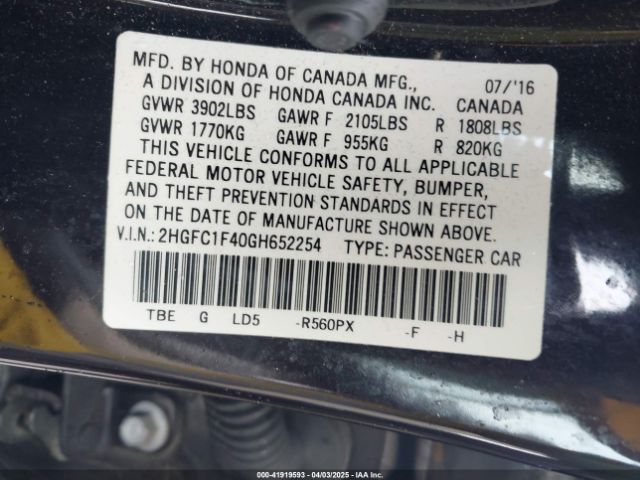 MFD. BY HONDA OF CANADA MFG., 07/'16
A DIVISION OF HONDA CANADA INC. CANADA
GVWR 3902LBS GAWR F 2105LBS R 1808LBS
GVWR 1770KG GAWR F 955KG R 820KG
THIS VEHICLE CONFORMS TO ALL APPLICABLE
FEDERAL MOTOR VEHICLE SAFETY, BUMPER,
AND THEFT PREVENTION STANDARDS IN EFFECT
ON THE DATE OF MANUFACTURE SHOWN ABOVE.
V.I.N.: 2HGFC1F40GH652254 TYPE: PASSENGER CAR
TBE G LD5 -R560PX -F -H
000-41919593 - 04/03/2025 - IAA Inc.